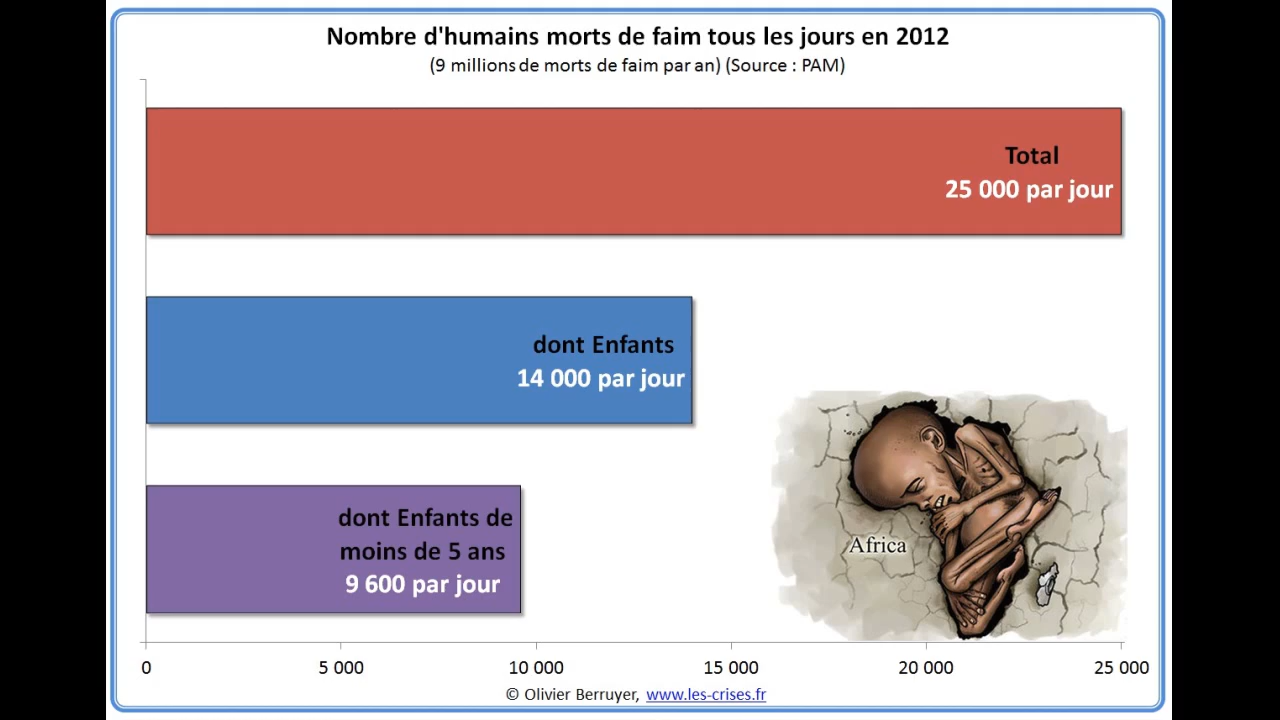 Nombre d'humains morts de faim tous les jours en 2012
(9 millions de morts de faim par an) (Source : PAM)
Total
25 000 par jour
dont Enfants
14 000 par jour
dont Enfants de
moins de 5 ans
9 600 par jour
Africa
0 5 000 10 000 15 000 20 000 25 000
© Olivier Berruyer, www.les-crises.fr